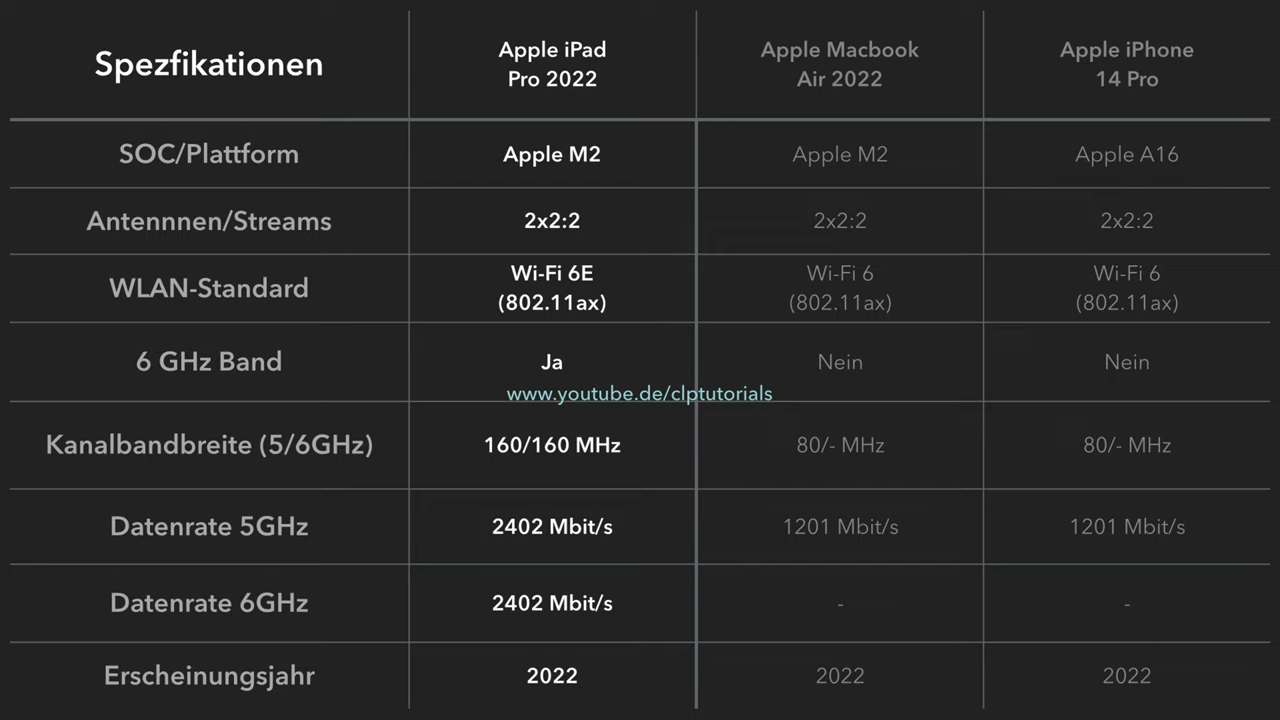 Spezfikationen
Apple iPad
Pro 2022
Apple Macbook
Air 2022
Apple iPhone
14 Pro
SOC/Plattform
Apple M2
Apple M2
Apple A16
Antennnen/Streams
2x2:2
2x2:2
2x2:2
WLAN-Standard
Wi-Fi 6E
(802.11ax)
Wi-Fi 6
(802.11ax)
Wi-Fi 6
(802.11ax)
6 GHz Band
Ja
Nein
Nein
www.youtube.de/clptutorials
Kanalbandbreite (5/6GHz)
160/160 MHz
80/- MHz
80/- MHz
Datenrate 5GHz
2402 Mbit/s
1201 Mbit/s
1201 Mbit/s
Datenrate 6GHz
2402 Mbit/s
-
-
Erscheinungsjahr
2022
2022
2022